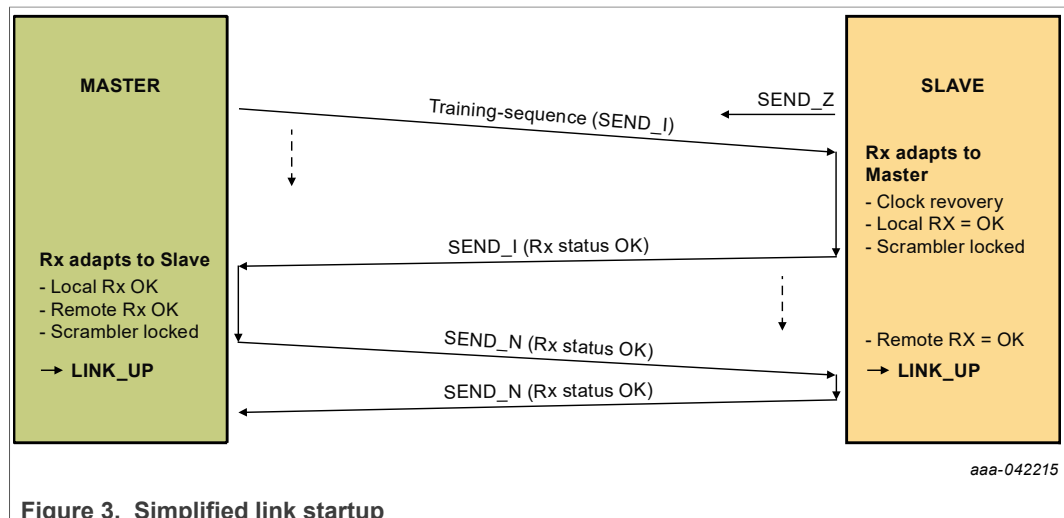 MASTER
SLAVE
SEND_Z
Training-sequence (SEND_I)
Rx adapts to
Master
- Clock revovery
- Local RX = OK
- Scrambler locked
SEND_I (Rx status OK)
Rx adapts to Slave
- Local Rx OK
- Remote Rx OK
- Scrambler locked
SEND_N (Rx status OK)
- Remote RX = OK
→ LINK_UP
→ LINK_UP
SEND_N (Rx status OK)
aaa-042215
Figure 3. Simplified link startup